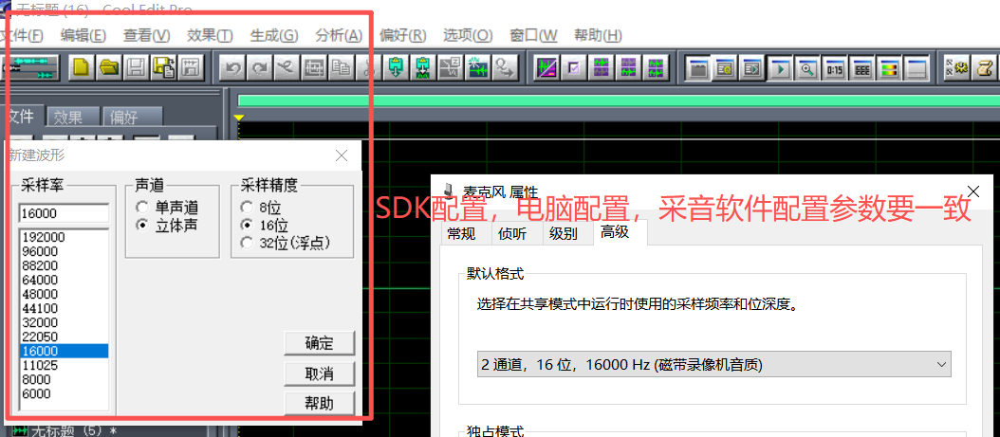 无标题 (16) - Cool Edit Pro
文件(F) 编辑(E) 查看(V) 效果(T) 生成(G) 分析(A) 偏好(R) 选项(O) 窗口(W 帮助(H)
0:15
文件 效果 偏好
新建波形
采样率
16000
192000
96000
88200
64000
48000
44100
32000
22050
16000
11025
8000
6000
声道
单声道
立体声
采样精度
8位
16位
32位(浮点)
确定
取消
帮助
无标题 (5) *
麦克风 属性
SDK配置，电脑配置，采音软件配置参数要一致
常规 侦听 级别 高级
默认格式
选择在共享模式中运行时使用的采样频率和位深度。
2 通道，16 位，16000 Hz (磁带录像机音质)
独占模式